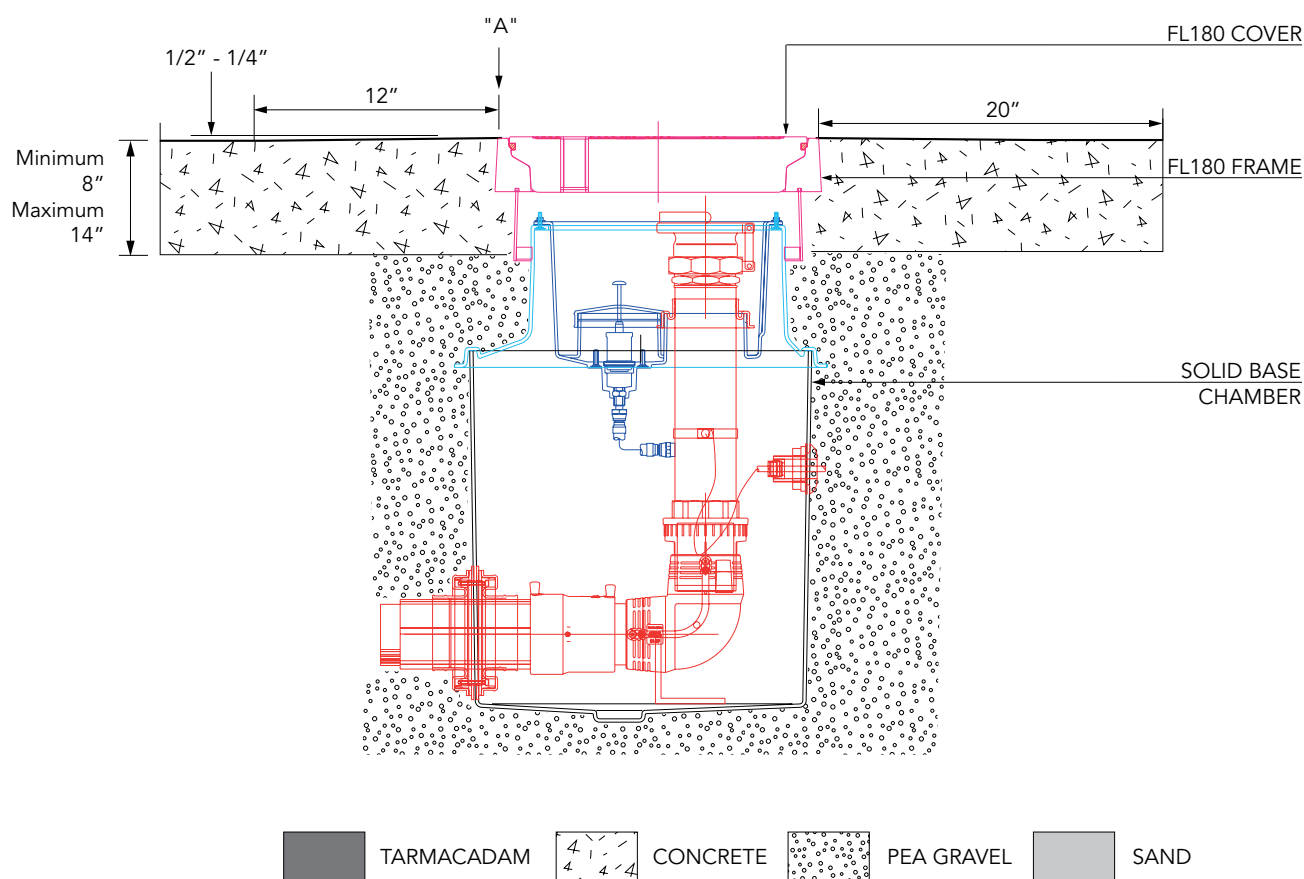 "A"
FL180 COVER
1/2” - 1/4”
12”
20”
Minimum
8”
Maximum
14”
FL180 FRAME
SOLID BASE
CHAMBER
TARMACADAM
CONCRETE
PEA GRAVEL
SAND